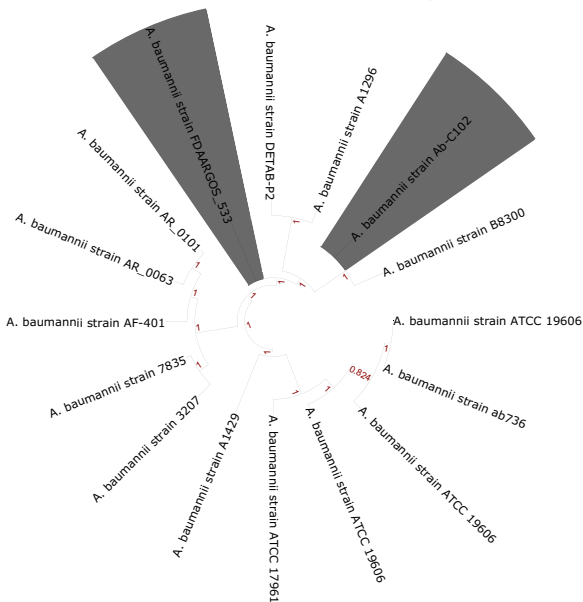 A. baumannii strain FDAARGOS_533
A. baumannii strain DETAB-P2
A. baumannii strain A1296
A. baumannii strain Ab-C102
A. baumannii strain B8300
A. baumannii strain ATCC 19606
A. baumannii strain ab736
A. baumannii strain ATCC 19606
A. baumannii strain ATCC 19606
A. baumannii strain ATCC 17961
A. baumannii strain A1429
A. baumannii strain 3207
A. baumannii strain 7835
A. baumannii strain AF-401
A. baumannii strain AR_0063
A. baumannii strain AR_0101
1
1
1
1
1
1
1
1
1
1
1
1
0.824
1